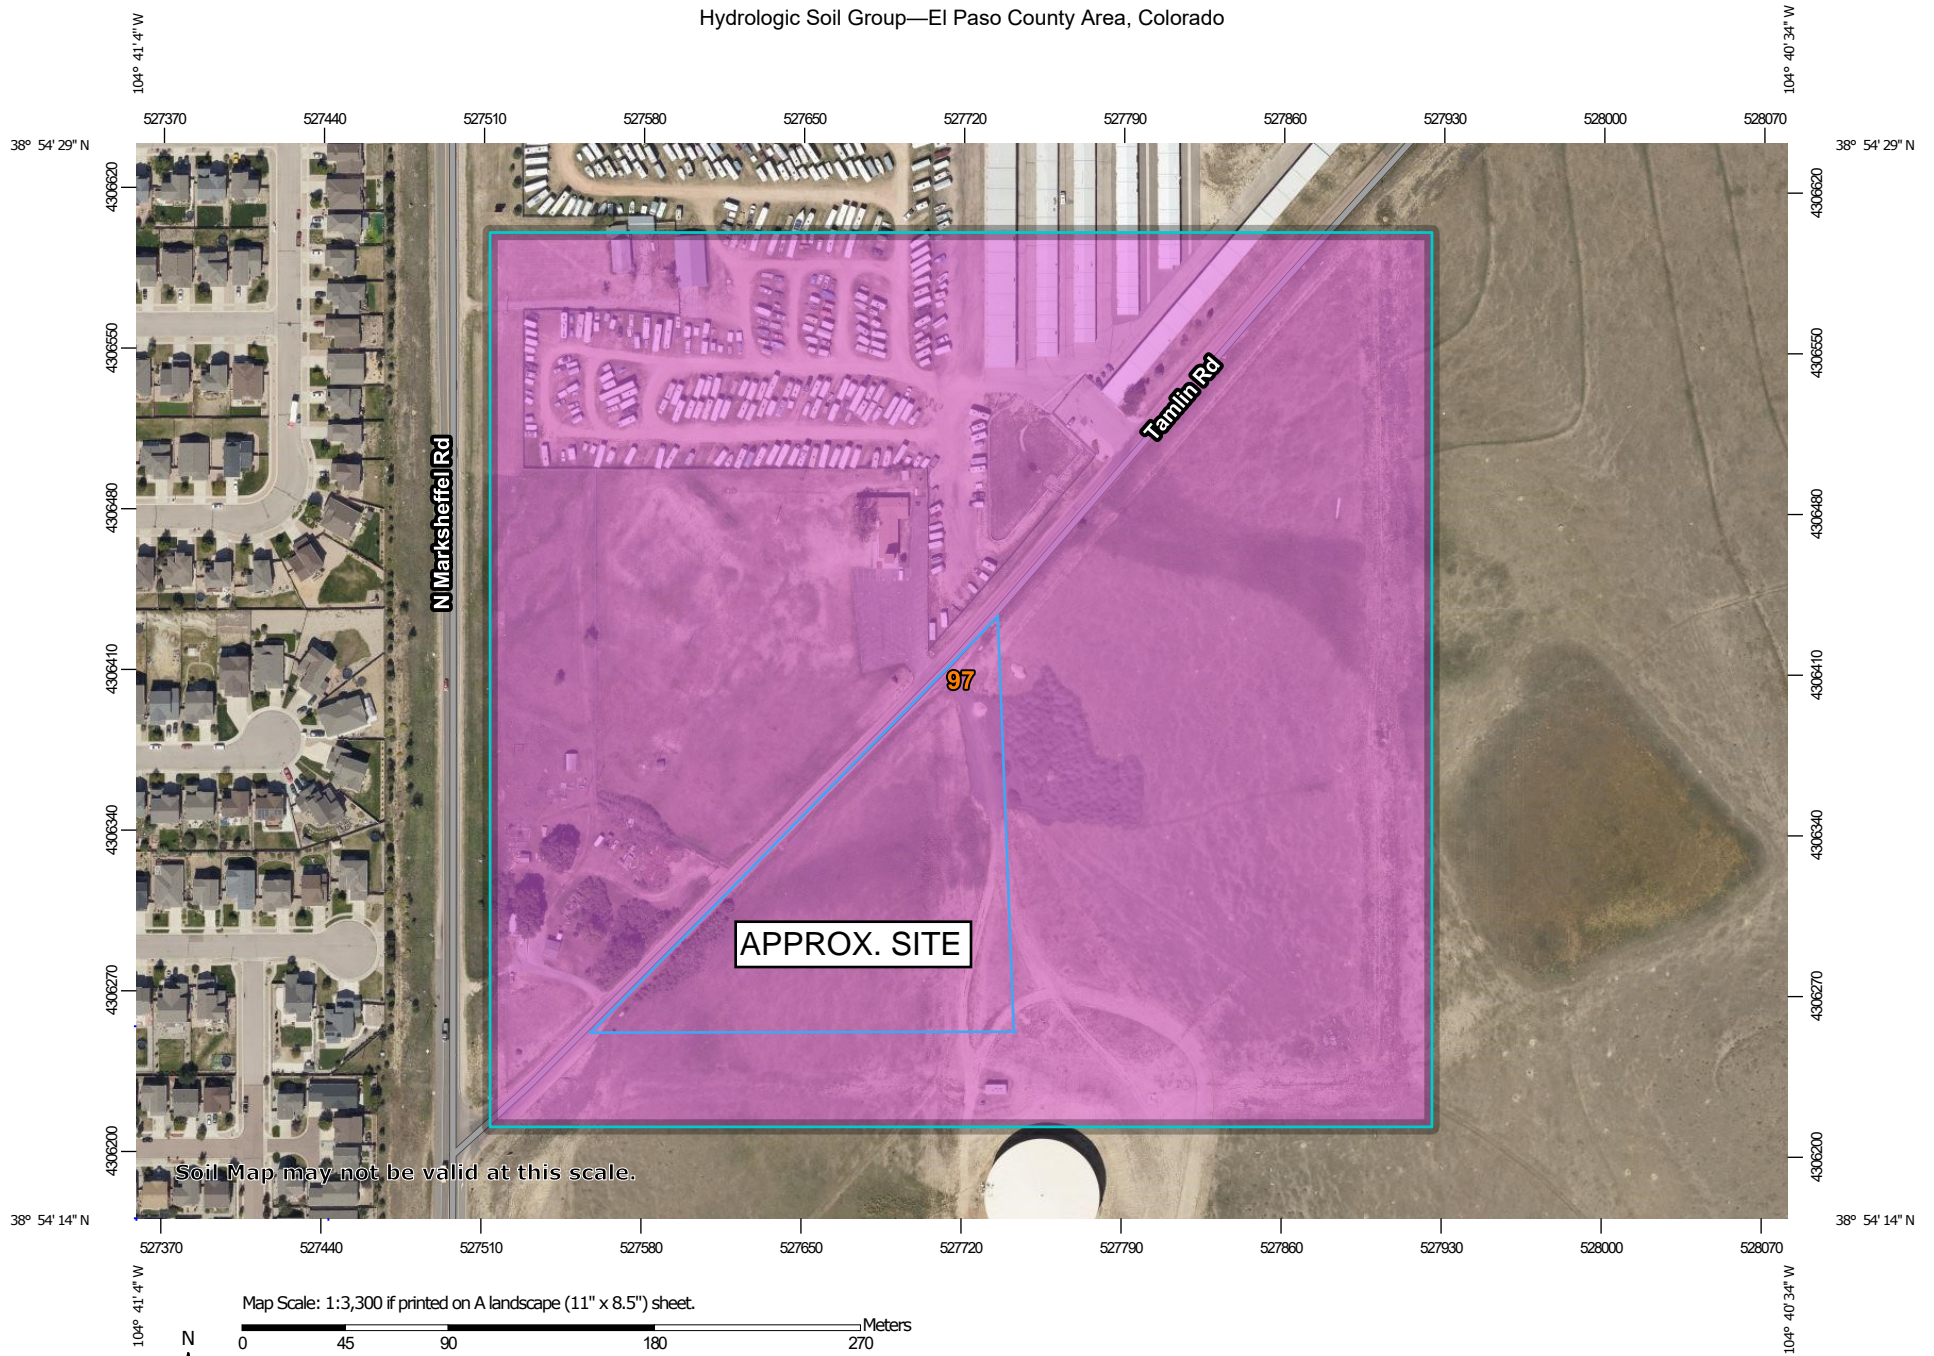 Hydrologic Soil Group—El Paso County Area, Colorado
104° 41' 4" W
104° 40' 34" W
527370 527440 527510 527580 527650 527720 527790 527860 527930 528000 528070
38° 54' 29" N
38° 54' 29" N
4306620
4306620
4306550
4306550
Tamlin Rd
N Marksheffel Rd
4306480
4306480
4306410
4306410
97
4306340
4306340
APPROX. SITE
4306270
4306270
4306200
4306200
Soil Map may not be valid at this scale.
38° 54' 14" N
38° 54' 14" N
527370 527440 527510 527580 527650 527720 527790 527860 527930 528000 528070
104° 41' 4" W
104° 40' 34" W
Map Scale: 1:3,300 if printed on A landscape (11" x 8.5") sheet.
Meters
N
0 45 90 180 270